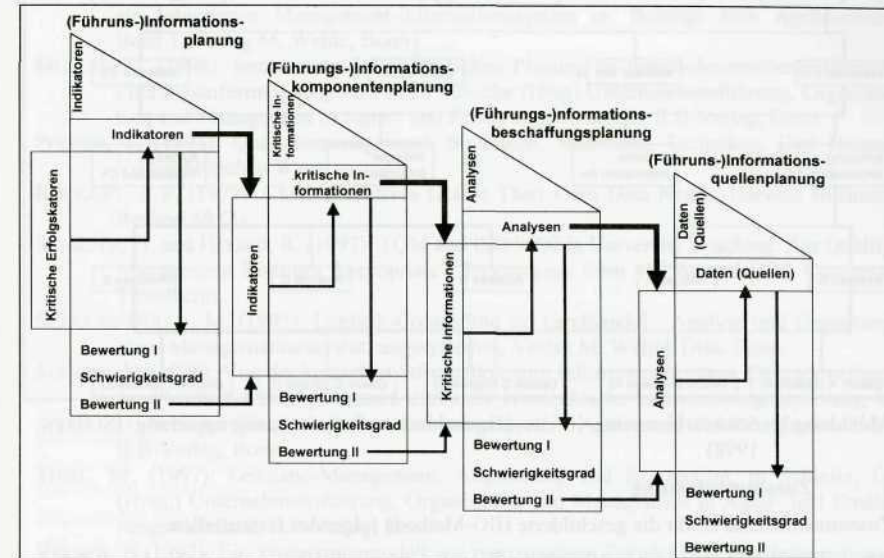 (Führungs-)Informations-
planung
Indikatoren
Indikatoren
Kritische Erfolgskatoren
Bewertung I
Schwierigkeitsgrad
Bewertung II
(Führungs-)Informations-
komponentenplanung
Kritische In-
formationen
kritische In-
formationen
Indikatoren
Bewertung I
Schwierigkeitsgrad
Bewertung II
(Führungs-)nformations-
beschaffungsplanung
Analysen
Analysen
Kritische Informationen
Bewertung I
Schwierigkeitsgrad
Bewertung II
(Führuns-)Informations-
quellenplanung
Daten
(Quellen)
Daten (Quellen)
Analysen
Bewertung I
Schwierigkeitsgrad
Bewertung II